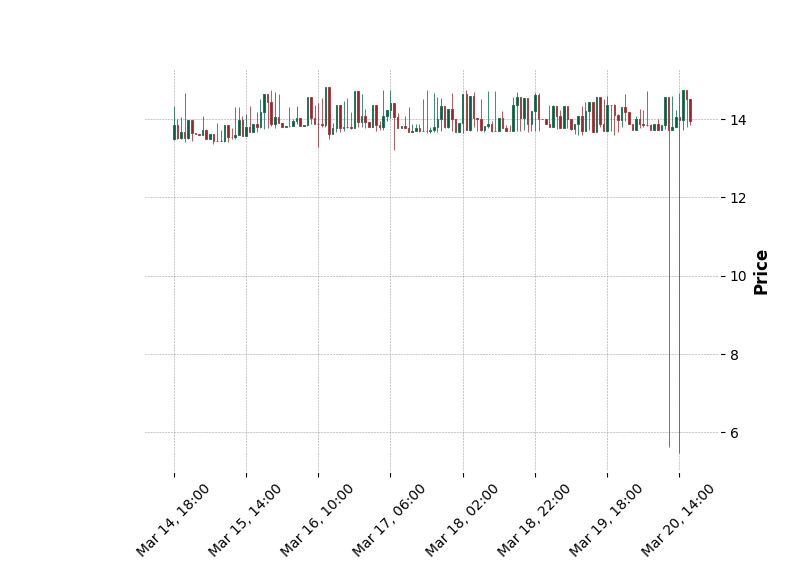 14
12
10
8
6
Price
Mar 14, 18:00
Mar 15, 14:00
Mar 16, 10:00
Mar 17, 06:00
Mar 18, 02:00
Mar 18, 22:00
Mar 19, 18:00
Mar 20, 14:00